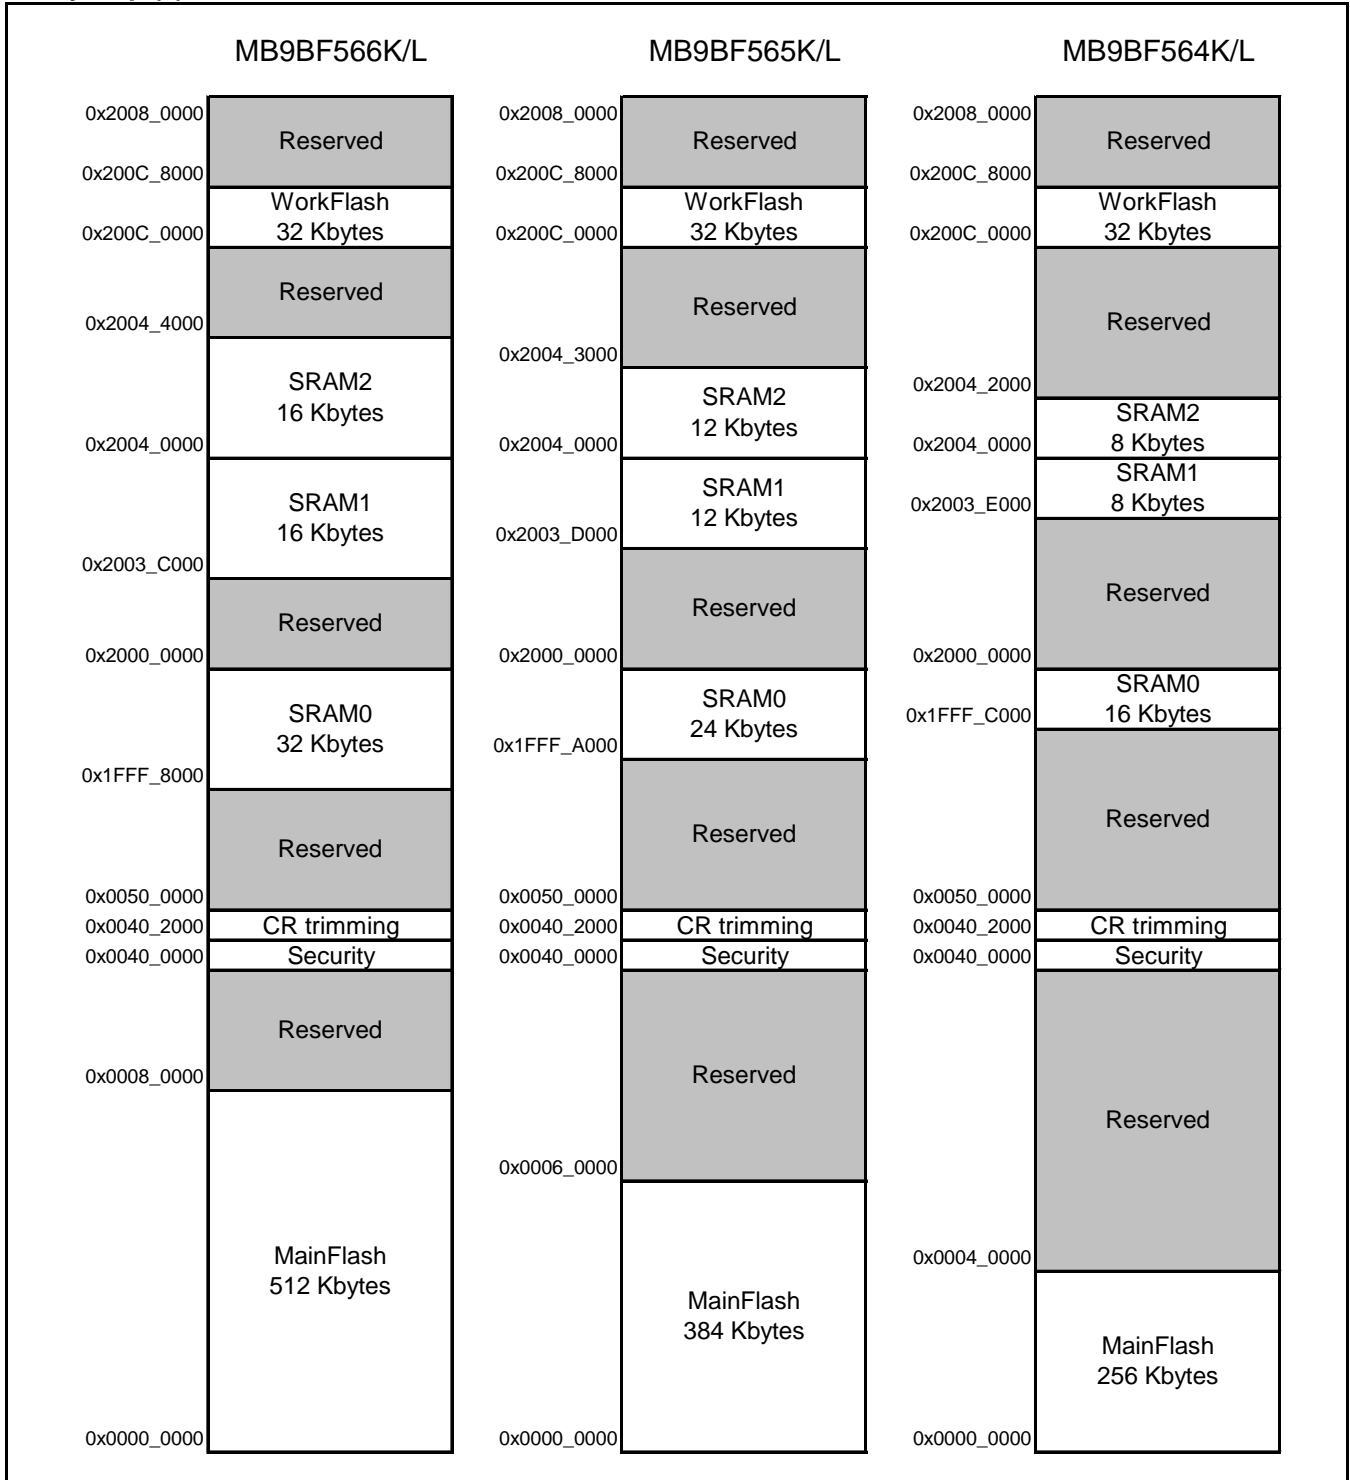 MB9BF566K/L MB9BF565K/L MB9BF564K/L
0x2008_0000 0x2008_0000 0x2008_0000
Reserved Reserved Reserved
0x200C_8000 0x200C_8000 0x200C_8000
WorkFlash WorkFlash WorkFlash
0x200C_0000 32 Kbytes 0x200C_0000 32 Kbytes 0x200C_0000 32 Kbytes
Reserved
Reserved
0x2004_4000 Reserved
0x2004_3000
SRAM2 0x2004_2000
SRAM2
16 Kbytes SRAM2
12 Kbytes
0x2004_0000 0x2004_0000 0x2004_0000 8 Kbytes
SRAM1
SRAM1
SRAM1 0x2003_E000 8 Kbytes
12 Kbytes
16 Kbytes 0x2003_D000
0x2003_C000
Reserved
Reserved
Reserved
0x2000_0000 0x2000_0000 0x2000_0000
SRAM0
SRAM0
SRAM0 0x1FFF_C000 16 Kbytes
24 Kbytes
32 Kbytes 0x1FFF_A000
0x1FFF_8000
Reserved
Reserved
Reserved
0x0050_0000 0x0050_0000 0x0050_0000
0x0040_2000 CR trimming 0x0040_2000 CR trimming 0x0040_2000 CR trimming
0x0040_0000 Security 0x0040_0000 Security 0x0040_0000 Security
Reserved
0x0008_0000 Reserved
Reserved
0x0006_0000
MainFlash 0x0004_0000
512 Kbytes
MainFlash
384 Kbytes
MainFlash
256 Kbytes
0x0000_0000 0x0000_0000 0x0000_0000